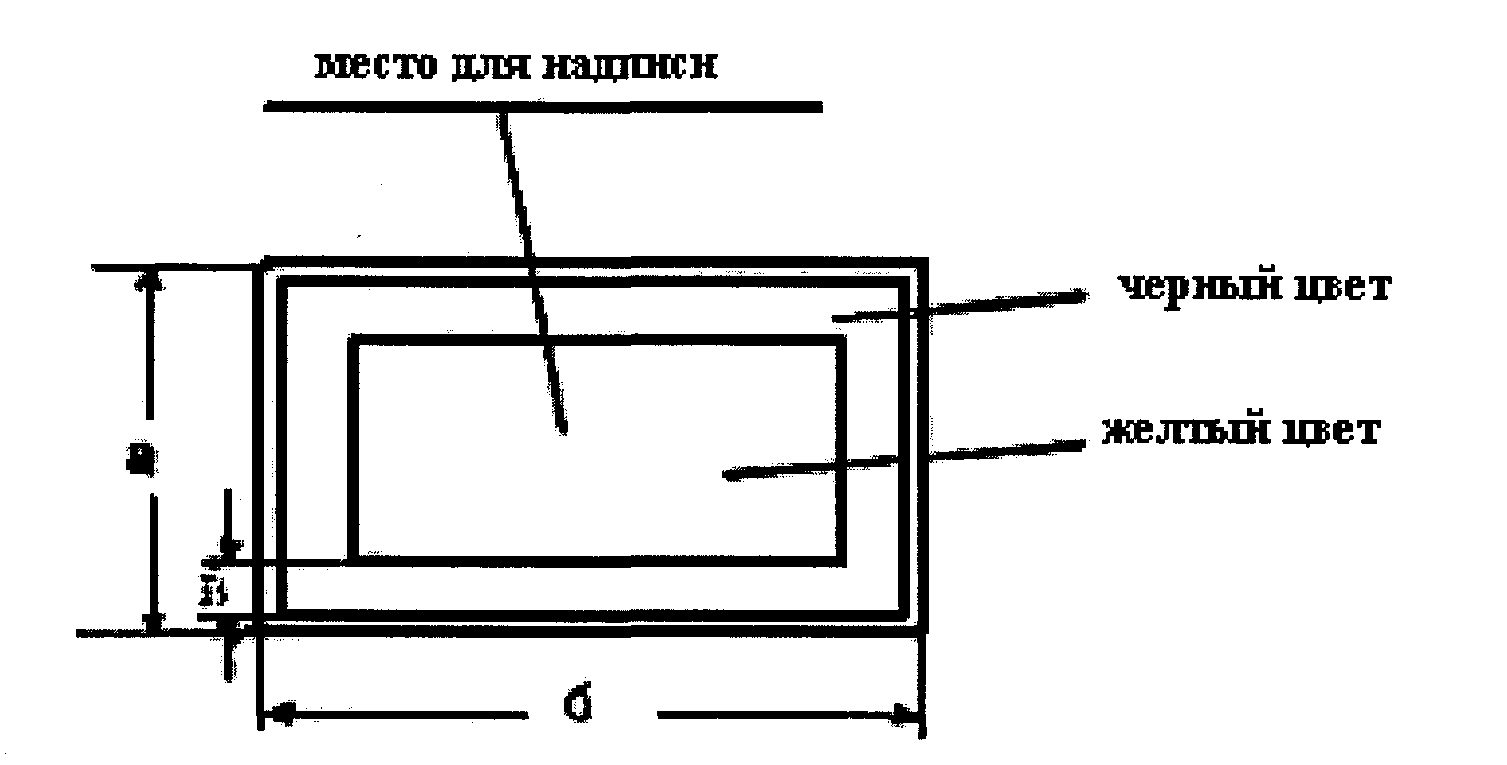 место для надписи
черный цвет
желтый цвет
б